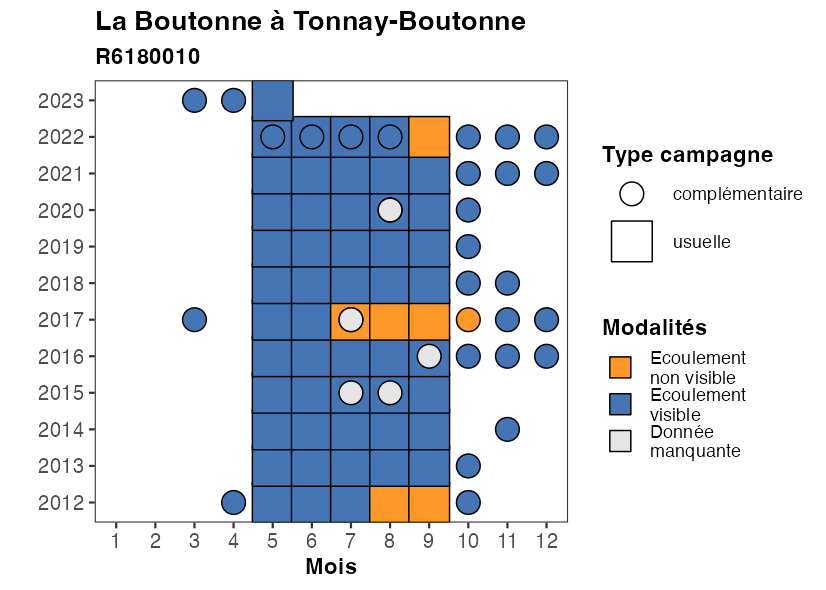 La Boutonne à Tonnay-Boutonne
R6180010
2023
2022
2021
2020
2019
2018
2017
2016
2015
2014
2013
2012
1 2 3 4 5 6 7 8 9 10 11 12
Mois
Type campagne
complémentaire
usuelle
Modalités
Ecoulement
non visible
Ecoulement
visible
Donnée
manquante